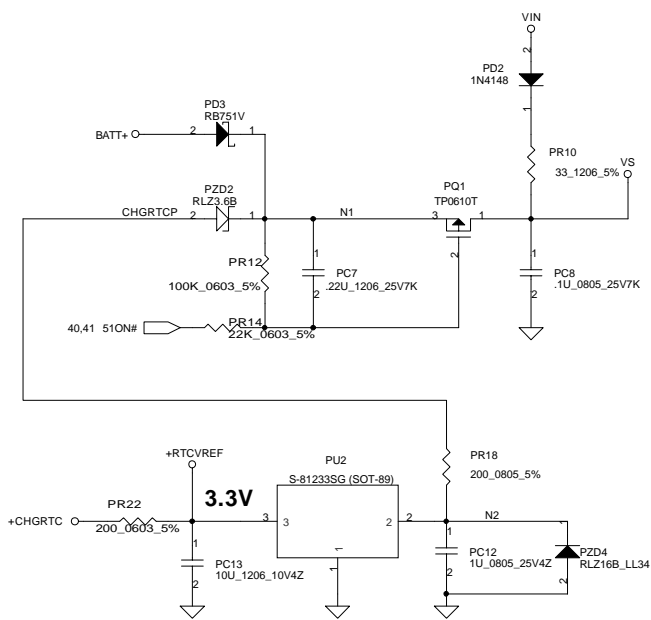 VIN
2
PD2
1N4148
1
PD3
RB751V
BATT+
2
1
PR10
33_1206_5%
VS
PZD2
RLZ3.6B
PQ1
TP0610T
CHGRTCP
2
1
N1
3
1
PR12
100K_0603_5%
1
PC7
.22U_1206_25V7K
2
2
1
PC8
.1U_0805_25V7K
2
40,41 51ON#
PR14
22K_0603_5%
+RTCVREF
PU2
S-81233SG (SOT-89)
PR18
200_0805_5%
PR22
3.3V
+CHGRTC
200_0603_5%
3
3
2
2
N2
1
PC13
10U_1206_10V4Z
2
1
1
1
PC12
1U_0805_25V4Z
2
1
PZD4
RLZ16B_LL34
2